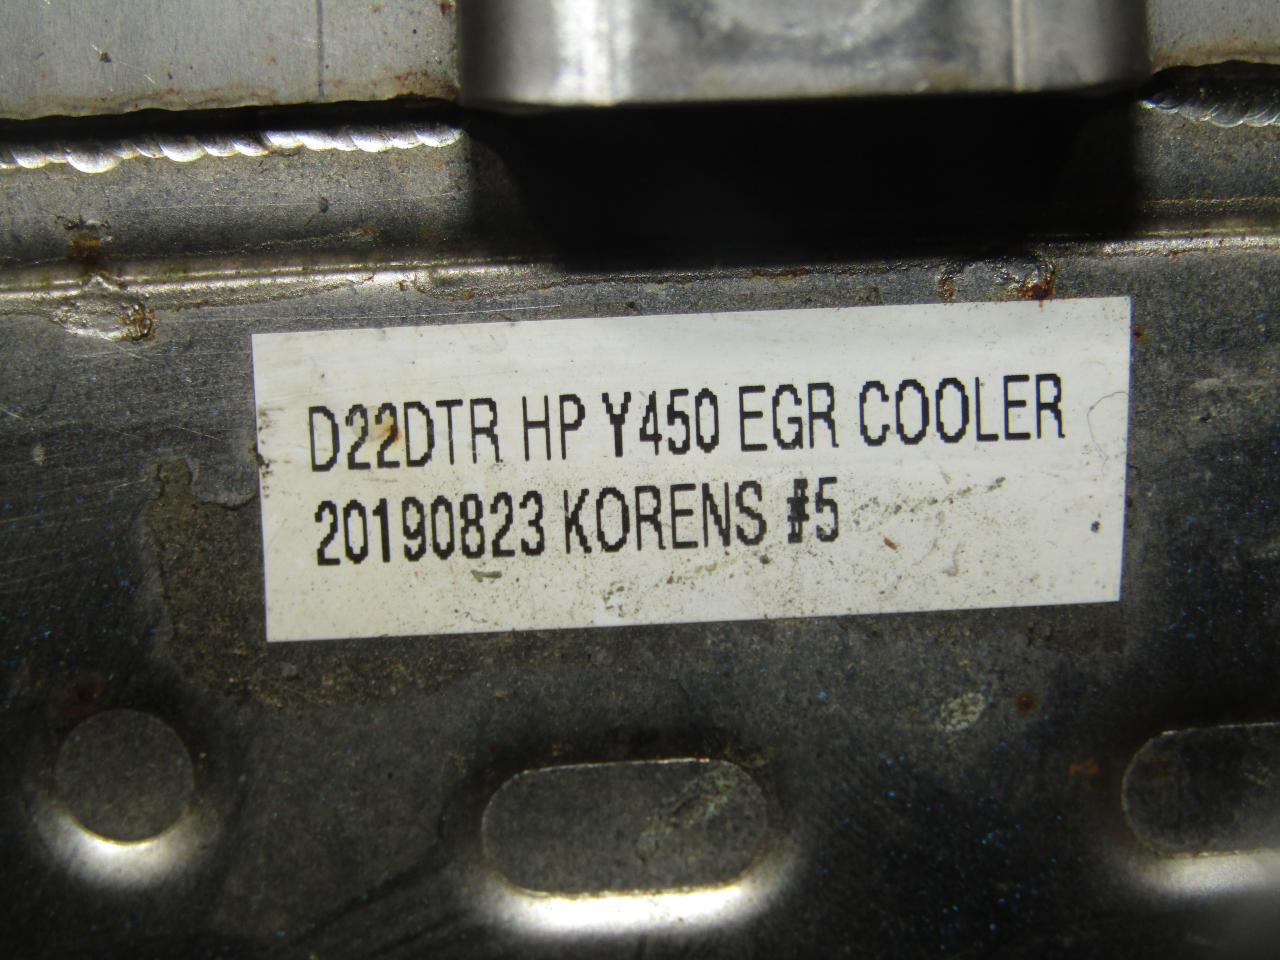 D22DTR HP Y450 EGR COOLER
20190823 KORENS #5